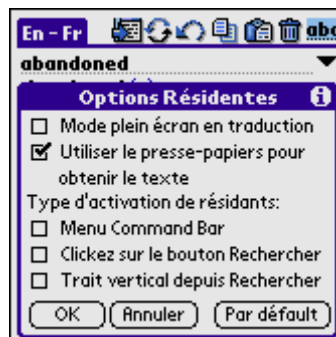 En - Fr
abc
abandoned
Options Résidentes
Mode plein écran en traduction
Utiliser le presse-papiers pour
obtenir le texte
Type d'activation de résidants:
Menu Command Bar
Clickez sur le bouton Rechercher
Trait vertical depuis Rechercher
OK Annuler Par défault